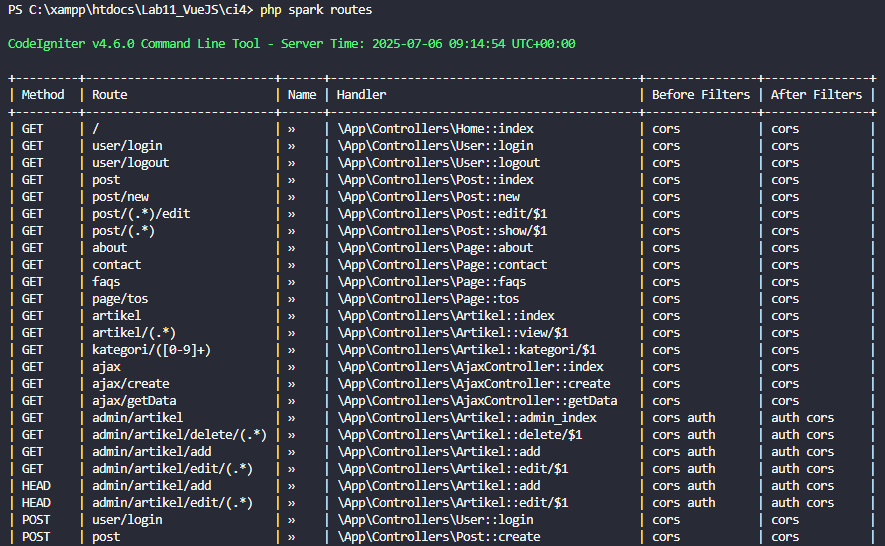 PS C:\xampp\htdocs\Lab11_VueJS\ci4> php spark routes
CodeIgniter v4.6.0 Command Line Tool - Server Time: 2025-07-06 09:14:54 UTC+00:00
+---------+---------------------------+------+--------------------------------------------+----------------+---------------+
| Method | Route | Name | Handler | Before Filters | After Filters |
+---------+---------------------------+------+--------------------------------------------+----------------+---------------+
| GET | / | » | \App\Controllers\Home::index | cors | cors |
| GET | user/login | » | \App\Controllers\User::login | cors | cors |
| GET | user/logout | » | \App\Controllers\User::logout | cors | cors |
| GET | post | » | \App\Controllers\Post::index | cors | cors |
| GET | post/new | » | \App\Controllers\Post::new | cors | cors |
| GET | post/(.*)/edit | » | \App\Controllers\Post::edit/$1 | cors | cors |
| GET | post/(.*) | » | \App\Controllers\Post::show/$1 | cors | cors |
| GET | about | » | \App\Controllers\Page::about | cors | cors |
| GET | contact | » | \App\Controllers\Page::contact | cors | cors |
| GET | faqs | » | \App\Controllers\Page::faqs | cors | cors |
| GET | page/tos | » | \App\Controllers\Page::tos | cors | cors |
| GET | artikel | » | \App\Controllers\Artikel::index | cors | cors |
| GET | artikel/(.*) | » | \App\Controllers\Artikel::view/$1 | cors | cors |
| GET | kategori/([0-9]+) | » | \App\Controllers\Artikel::kategori/$1 | cors | cors |
| GET | ajax | » | \App\Controllers\AjaxController::index | cors | cors |
| GET | ajax/create | » | \App\Controllers\AjaxController::create | cors | cors |
| GET | ajax/getData | » | \App\Controllers\AjaxController::getData | cors | cors |
| GET | admin/artikel | » | \App\Controllers\Artikel::admin_index | cors auth | auth cors |
| GET | admin/artikel/delete/(.*) | » | \App\Controllers\Artikel::delete/$1 | cors auth | auth cors |
| GET | admin/artikel/add | » | \App\Controllers\Artikel::add | cors auth | auth cors |
| GET | admin/artikel/edit/(.*) | » | \App\Controllers\Artikel::edit/$1 | cors auth | auth cors |
| HEAD | admin/artikel/add | » | \App\Controllers\Artikel::add | cors auth | auth cors |
| HEAD | admin/artikel/edit/(.*) | » | \App\Controllers\Artikel::edit/$1 | cors auth | auth cors |
| POST | user/login | » | \App\Controllers\User::login | cors | cors |
| POST | post | » | \App\Controllers\Post::create | cors | cors |